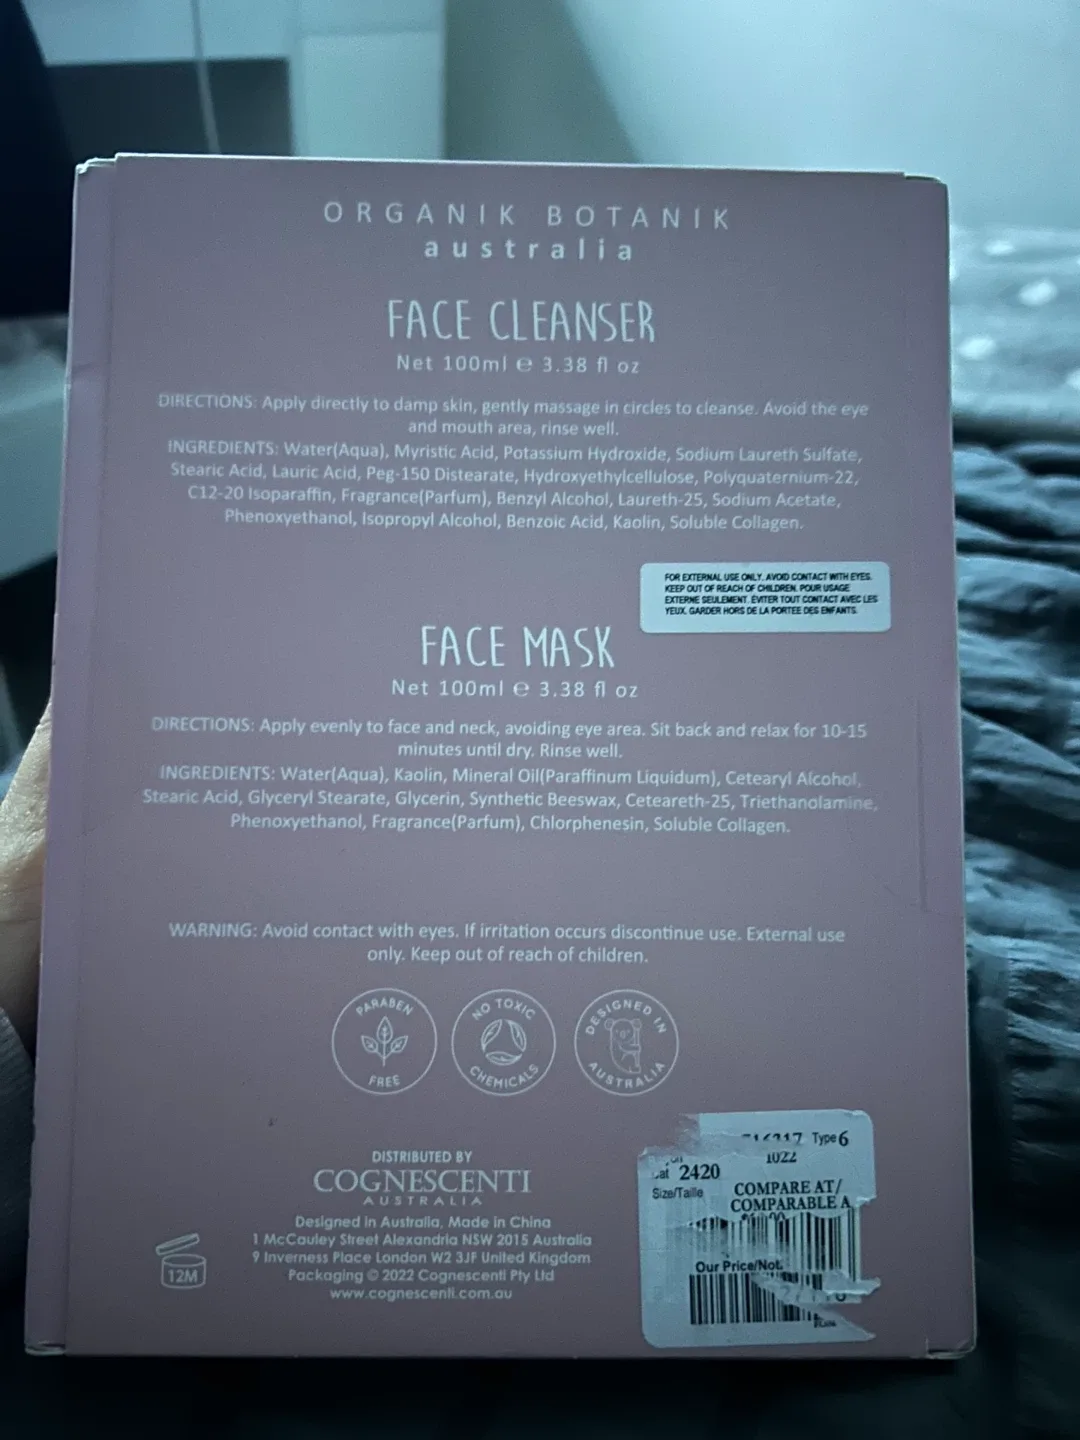 ORGANIK BOTANIK
australia
FACE CLEANSER
Net 100ml ℮ 3.38 fl oz
DIRECTIONS: Apply directly to damp skin, gently massage in circles to cleanse. Avoid the eye
and mouth area, rinse well.
INGREDIENTS: Water(Aqua), Myristic Acid, Potassium Hydroxide, Sodium Laureth Sulfate,
Stearic Acid, Lauric Acid, Peg-150 Distearate, Hydroxyethylcellulose, Polyquaternium-22,
C12-20 Isoparaffin, Fragrance(Parfum), Benzyl Alcohol, Laureth-25, Sodium Acetate,
Phenoxyethanol, Isopropyl Alcohol, Benzoic Acid, Kaolin, Soluble Collagen.
FOR EXTERNAL USE ONLY. AVOID CONTACT WITH EYES.
KEEP OUT OF REACH OF CHILDREN. POUR USAGE
EXTERNE SEULEMENT. ÉVITER TOUT CONTACT AVEC LES
YEUX. GARDER HORS DE LA PORTEE DES ENFANTS.
FACE MASK
Net 100ml ℮ 3.38 fl oz
DIRECTIONS: Apply evenly to face and neck, avoiding eye area. Sit back and relax for 10-15
minutes until dry. Rinse well.
INGREDIENTS: Water(Aqua), Kaolin, Mineral Oil(Paraffinum Liquidum), Cetearyl Alcohol,
Stearic Acid, Glyceryl Stearate, Glycerin, Synthetic Beeswax, Ceteareth-25, Triethanolamine,
Phenoxyethanol, Fragrance(Parfum), Chlorphenesin, Soluble Collagen.
WARNING: Avoid contact with eyes. If irritation occurs discontinue use. External use
only. Keep out of reach of children.
PARABEN FREE
NO TOXIC CHEMICALS
DESIGNED IN AUSTRALIA
DISTRIBUTED BY
COGNESCENTI
AUSTRALIA
Designed in Australia, Made in China
1 McCauley Street Alexandria NSW 2015 Australia
9 Inverness Place London W2 3JF United Kingdom
Packaging © 2022 Cognescenti Pty Ltd
www.cognescenti.com.au
12M
Type 6
1022
2420
Size/Taille
COMPARE AT/
COMPARABLE A
Our Price/Not